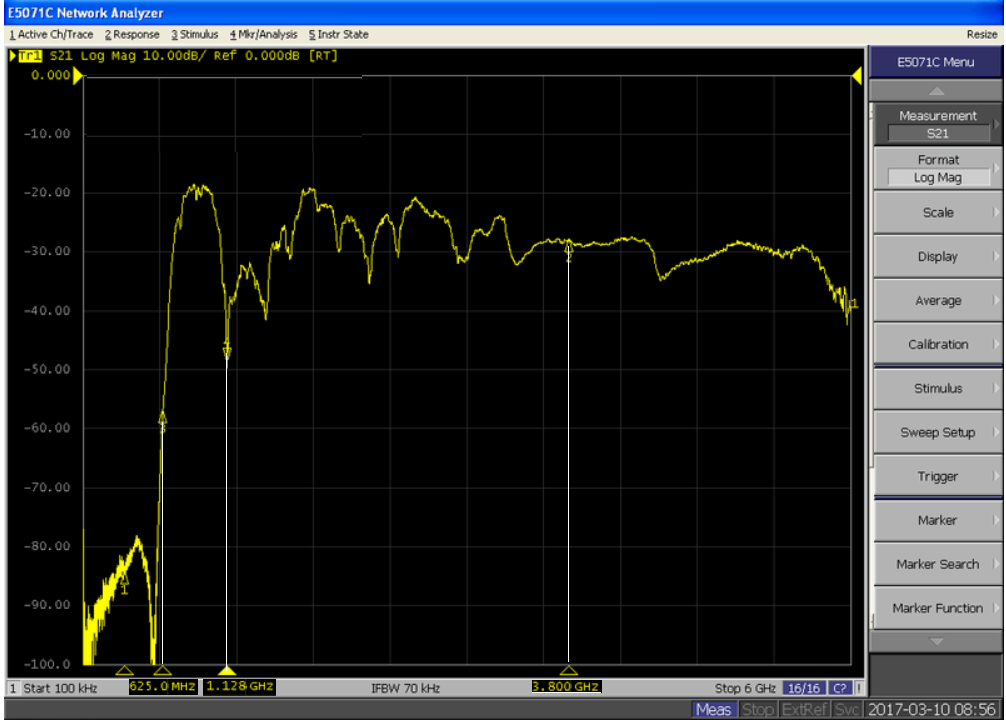 E5071C Network Analyzer
1 Active Ch/Trace 2 Response 3 Stimulus 4 Mkr/Analysis 5 Instr State Resize
Tr1 S21 Log Mag 10.00dB/ Ref 0.000dB [RT]
E5071C Menu
0.000
Measurement
S21
-10.00
Format
Log Mag
-20.00
Scale
-30.00
Display
2
-40.00
Average
1
Calibration
-50.00
Stimulus
-60.00
Sweep Setup
-70.00
Trigger
-80.00
Marker
1
Marker Search
-90.00
Marker Function
-100.0
1 Start 100 kHz 625.0 MHz 1.128 GHz IFBW 70 kHz 3.800 GHz Stop 6 GHz 16/16 C? !
Meas Stop ExtRef Svc 2017-03-10 08:56